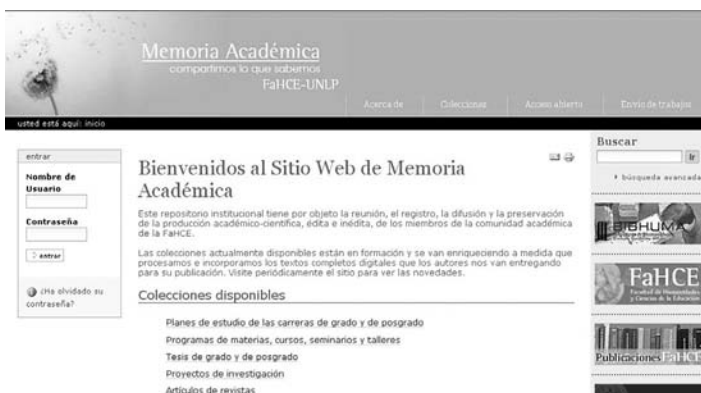 Memoria Académica
compartimos lo que sabemos
FaHCE-UNLP
Acerca de
Colecciones
Acceso abierto
Envío de trabajos
usted está aquí: inicio
entrar
Nombre de
Usuario
Contraseña
entrar
¿Ha olvidado su
contraseña?
Bienvenidos al Sitio Web de Memoria
Académica
Este repositorio institucional tiene por objeto la reunión, el registro, la difusión y la preservación
de la producción académico-científica, édita e inédita, de los miembros de la comunidad académica
de la FaHCE.
Las colecciones actualmente disponibles están en formación y se van enriqueciendo a medida que
procesamos e incorporamos los textos completos digitales que los autores nos van entregando
para su publicación. Visite periódicamente el sitio para ver las novedades.
Colecciones disponibles
Planes de estudio de las carreras de grado y de posgrado
Programas de materias, cursos, seminarios y talleres
Tesis de grado y de posgrado
Proyectos de investigación
Artículos de revistas
Buscar
Ir
búsqueda avanzada
BIBHUMA
FaHCE
Facultad de Humanidades
y Ciencias de la Educación
Publicaciones FaHCE